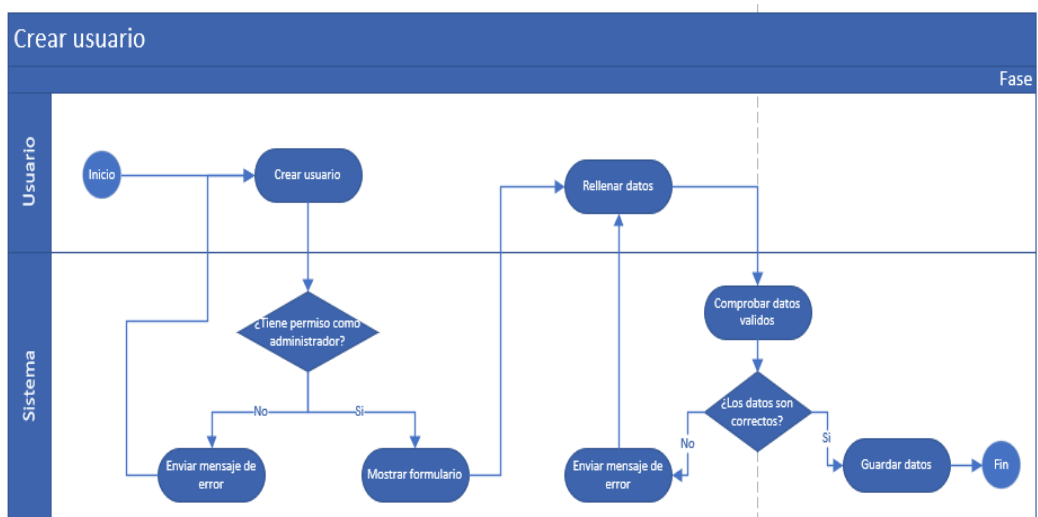 Crear usuario
Fase
Usuario
Inicio
Crear usuario
Rellenar datos
Sistema
¿Tiene permiso como
administrador?
No
Si
Enviar mensaje de
error
Mostrar formulario
Comprobar datos
validos
¿Los datos son
correctos?
No
Si
Enviar mensaje de
error
Guardar datos
Fin